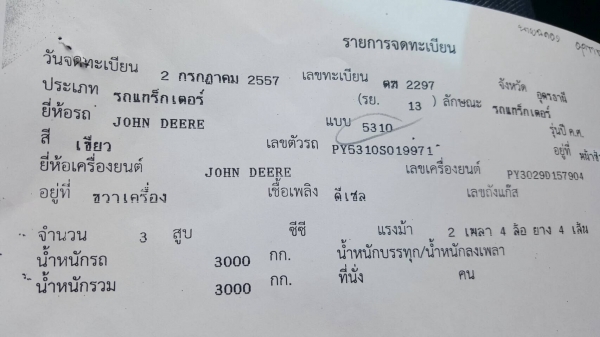 รายการจดทะเบียน
วันจดทะเบียน 2 กรกฎาคม 2557 เลขทะเบียน ตฑ 2297 จังหวัด อุดรธานี
ประเภท รถแทร็กเตอร์ (รย. 13) ลักษณะ รถแทร็กเตอร์
ยี่ห้อรถ JOHN DEERE แบบ 5310 รุ่นปี ค.ศ.
สี เขียว เลขตัวรถ PY5310S019971 อยู่ที่
ยี่ห้อเครื่องยนต์ JOHN DEERE เลขเครื่องยนต์ PY3029D157904
อยู่ที่ ขวาเครื่อง เชื้อเพลิง ดีเซล เลขถังแก๊ส
จำนวน 3 สูบ ซีซี แรงม้า 2 เพลา 4 ล้อ ยาง 4 เส้น
น้ำหนักรถ 3000 กก. น้ำหนักบรรทุก/น้ำหนักลงเพลา
น้ำหนักรวม 3000 กก. ที่นั่ง คน